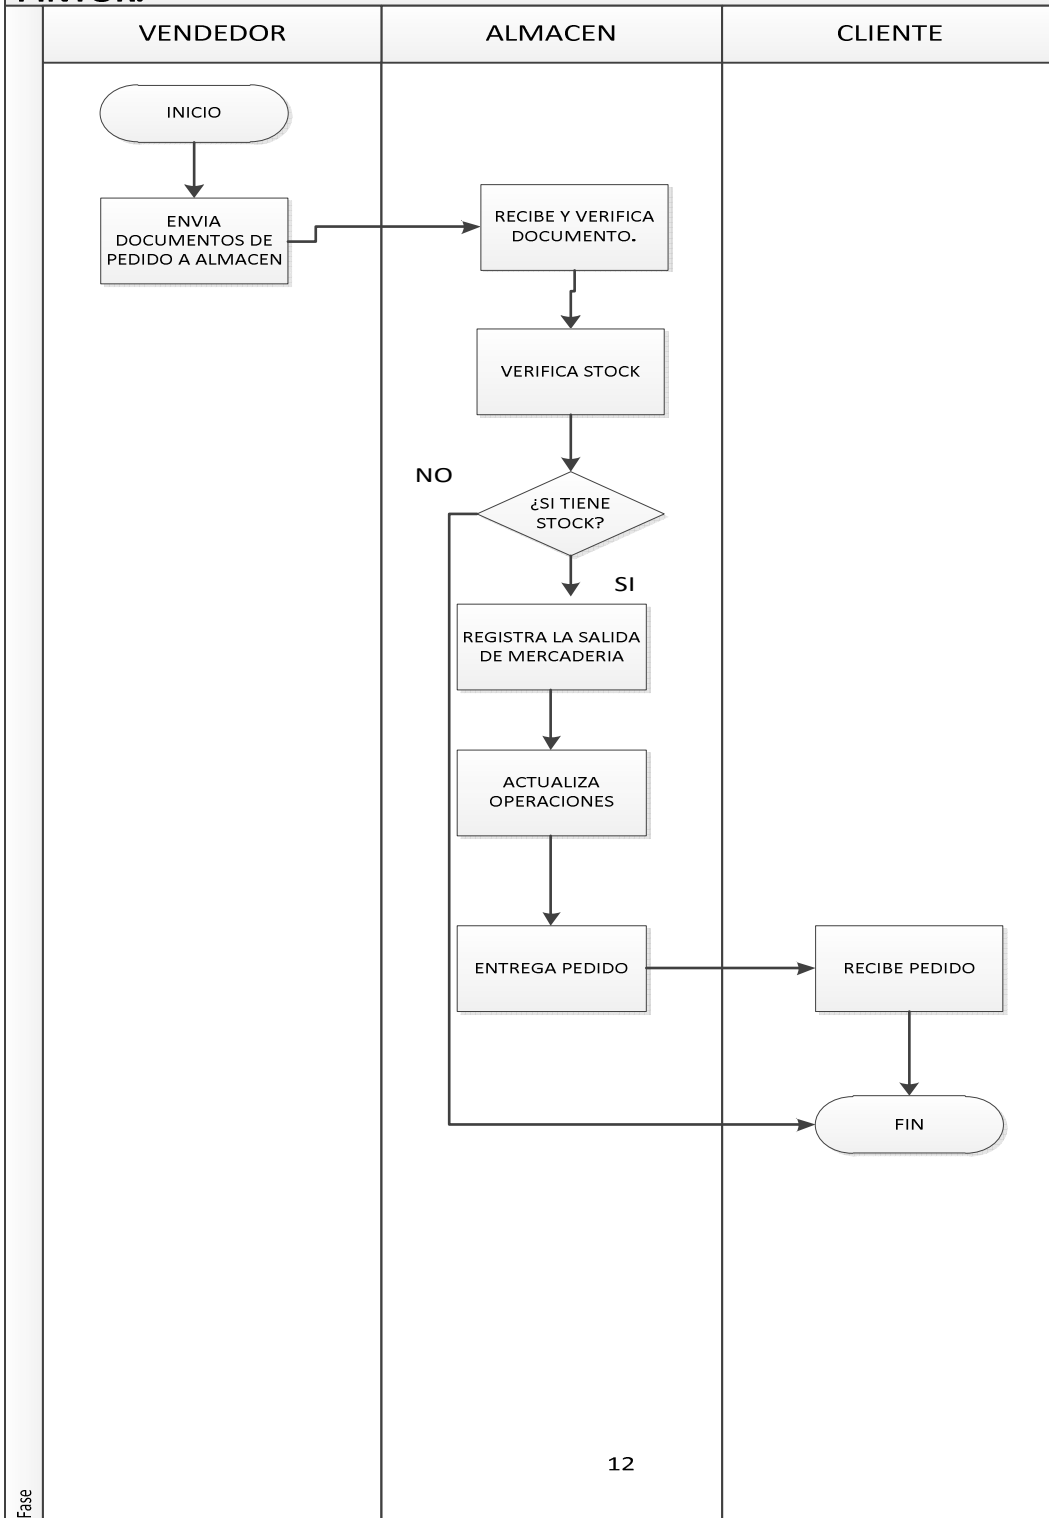 VENDEDOR
ALMACEN
CLIENTE
INICIO
ENVIA
DOCUMENTOS DE
PEDIDO A ALMACEN
RECIBE Y VERIFICA
DOCUMENTO.
VERIFICA STOCK
NO
¿SI TIENE
STOCK?
SI
REGISTRA LA SALIDA
DE MERCADERIA
ACTUALIZA
OPERACIONES
ENTREGA PEDIDO
RECIBE PEDIDO
FIN
12
Fase